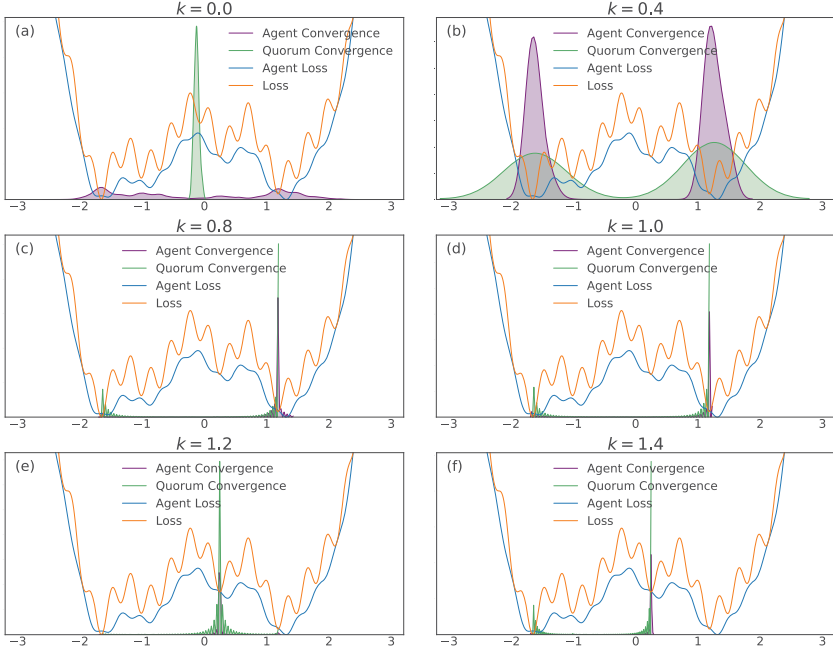 k = 0.0
(a)
Agent Convergence
Quorum Convergence
Agent Loss
Loss
−3 −2 −1 0 1 2 3
k = 0.4
(b)
Agent Convergence
Quorum Convergence
Agent Loss
Loss
−3 −2 −1 0 1 2 3
k = 0.8
(c)
Agent Convergence
Quorum Convergence
Agent Loss
Loss
−3 −2 −1 0 1 2 3
k = 1.0
(d)
Agent Convergence
Quorum Convergence
Agent Loss
Loss
−3 −2 −1 0 1 2 3
k = 1.2
(e)
Agent Convergence
Quorum Convergence
Agent Loss
Loss
−3 −2 −1 0 1 2 3
k = 1.4
(f)
Agent Convergence
Quorum Convergence
Agent Loss
Loss
−3 −2 −1 0 1 2 3